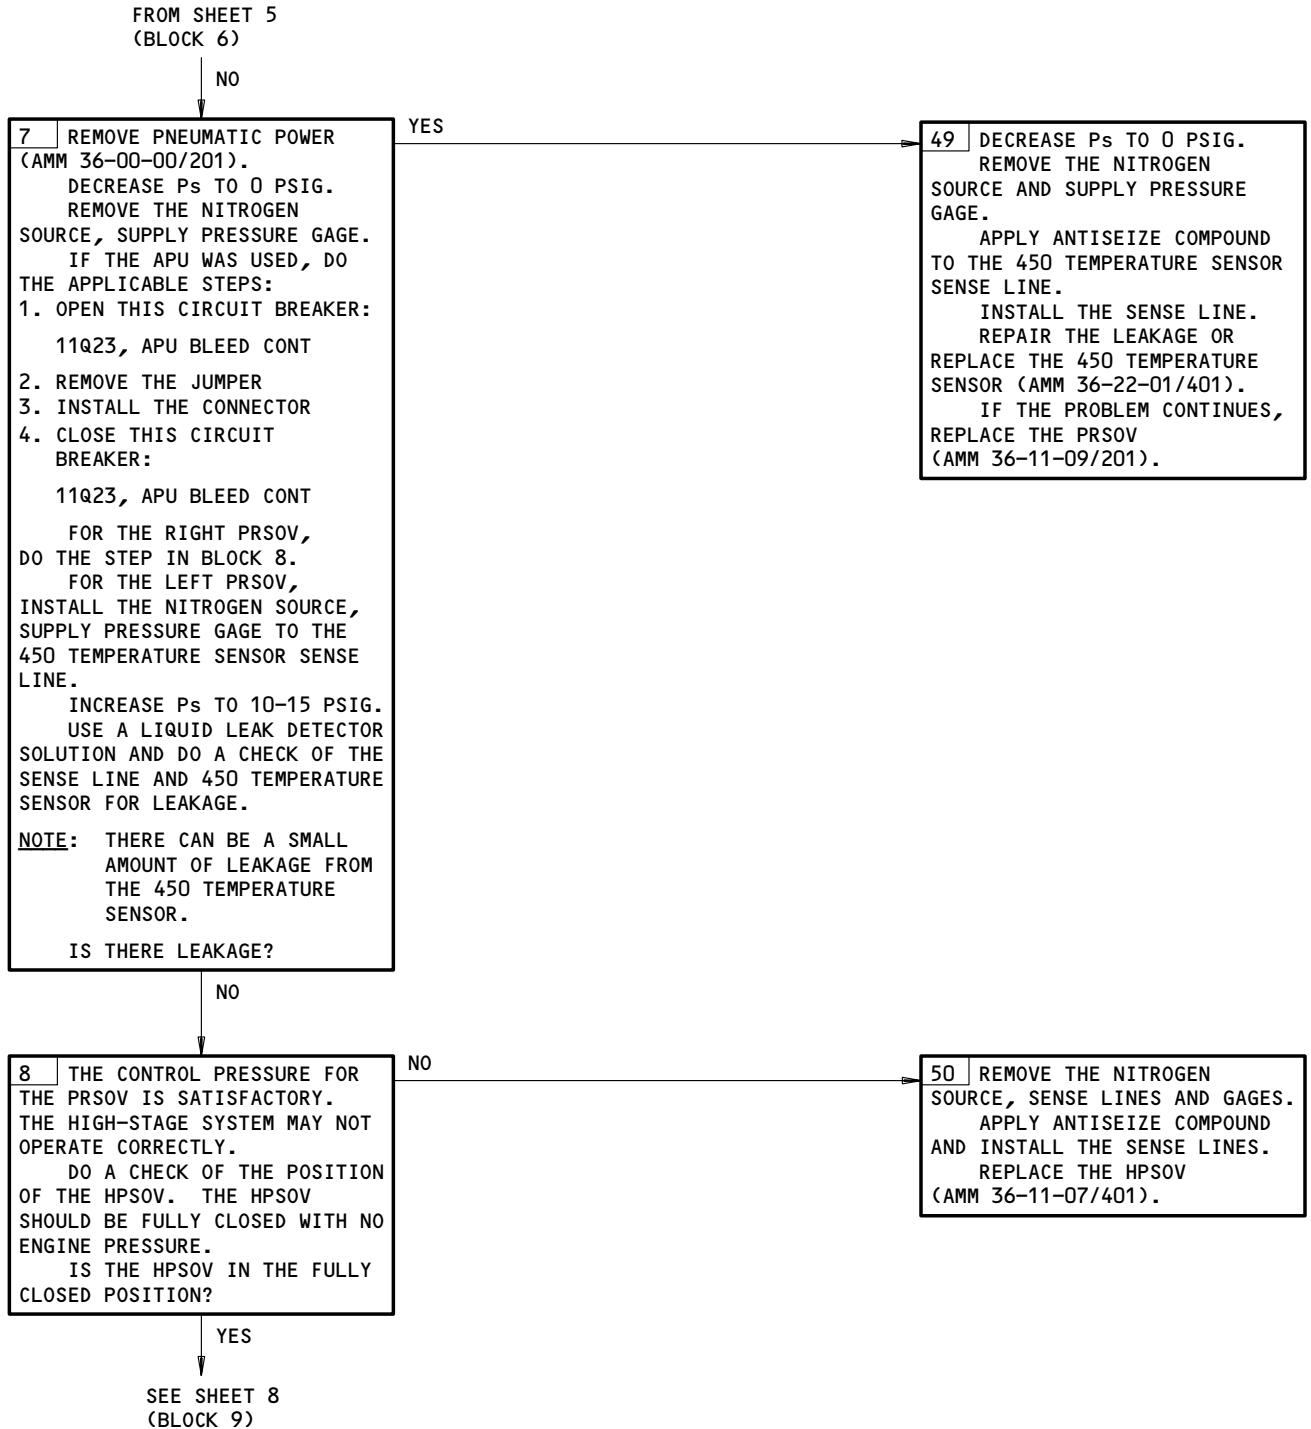 FROM SHEET 5
(BLOCK 6)
NO
7 REMOVE PNEUMATIC POWER
(AMM 36-00-00/201).
DECREASE Ps TO 0 PSIG.
REMOVE THE NITROGEN
SOURCE, SUPPLY PRESSURE GAGE.
IF THE APU WAS USED, DO
THE APPLICABLE STEPS:
1. OPEN THIS CIRCUIT BREAKER:
11Q23, APU BLEED CONT
2. REMOVE THE JUMPER
3. INSTALL THE CONNECTOR
4. CLOSE THIS CIRCUIT
BREAKER:
11Q23, APU BLEED CONT
FOR THE RIGHT PRSOV,
DO THE STEP IN BLOCK 8.
FOR THE LEFT PRSOV,
INSTALL THE NITROGEN SOURCE,
SUPPLY PRESSURE GAGE TO THE
450 TEMPERATURE SENSOR SENSE
LINE.
INCREASE Ps TO 10-15 PSIG.
USE A LIQUID LEAK DETECTOR
SOLUTION AND DO A CHECK OF THE
SENSE LINE AND 450 TEMPERATURE
SENSOR FOR LEAKAGE.
NOTE: THERE CAN BE A SMALL
AMOUNT OF LEAKAGE FROM
THE 450 TEMPERATURE
SENSOR.
IS THERE LEAKAGE?
YES
49 DECREASE Ps TO 0 PSIG.
REMOVE THE NITROGEN
SOURCE AND SUPPLY PRESSURE
GAGE.
APPLY ANTISEIZE COMPOUND
TO THE 450 TEMPERATURE SENSOR
SENSE LINE.
INSTALL THE SENSE LINE.
REPAIR THE LEAKAGE OR
REPLACE THE 450 TEMPERATURE
SENSOR (AMM 36-22-01/401).
IF THE PROBLEM CONTINUES,
REPLACE THE PRSOV
(AMM 36-11-09/201).
NO
8 THE CONTROL PRESSURE FOR
THE PRSOV IS SATISFACTORY.
THE HIGH-STAGE SYSTEM MAY NOT
OPERATE CORRECTLY.
DO A CHECK OF THE POSITION
OF THE HPSOV. THE HPSOV
SHOULD BE FULLY CLOSED WITH NO
ENGINE PRESSURE.
IS THE HPSOV IN THE FULLY
CLOSED POSITION?
NO
50 REMOVE THE NITROGEN
SOURCE, SENSE LINES AND GAGES.
APPLY ANTISEIZE COMPOUND
AND INSTALL THE SENSE LINES.
REPLACE THE HPSOV
(AMM 36-11-07/401).
YES
SEE SHEET 8
(BLOCK 9)